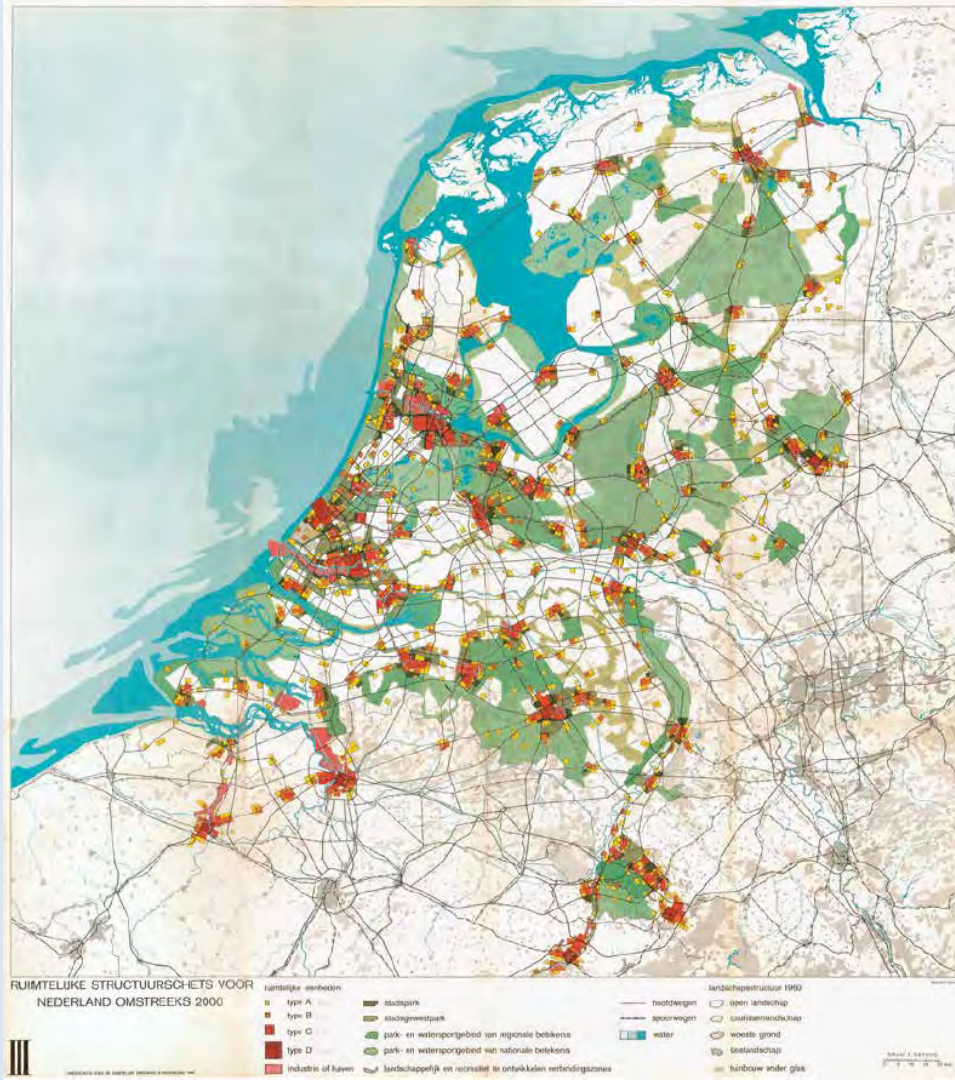 RUIMTELIJKE STRUCTUURSCHETS VOOR
NEDERLAND OMSTREEKS 2000
III
ruimtelijke eenheden
type A
type B
type C
type D
industrie of haven
stadspark
stadsgewestpark
park- en watersportgebied van regionale betekenis
park- en watersportgebied van nationale betekenis
landschappelijk en recreatief te ontwikkelen verbindingszones
hoofdwegen
spoorwegen
water
landschapsstructuur 1960
open landschap
coulissenlandschap
woeste grond
boslandschap
tuinbouw onder glas